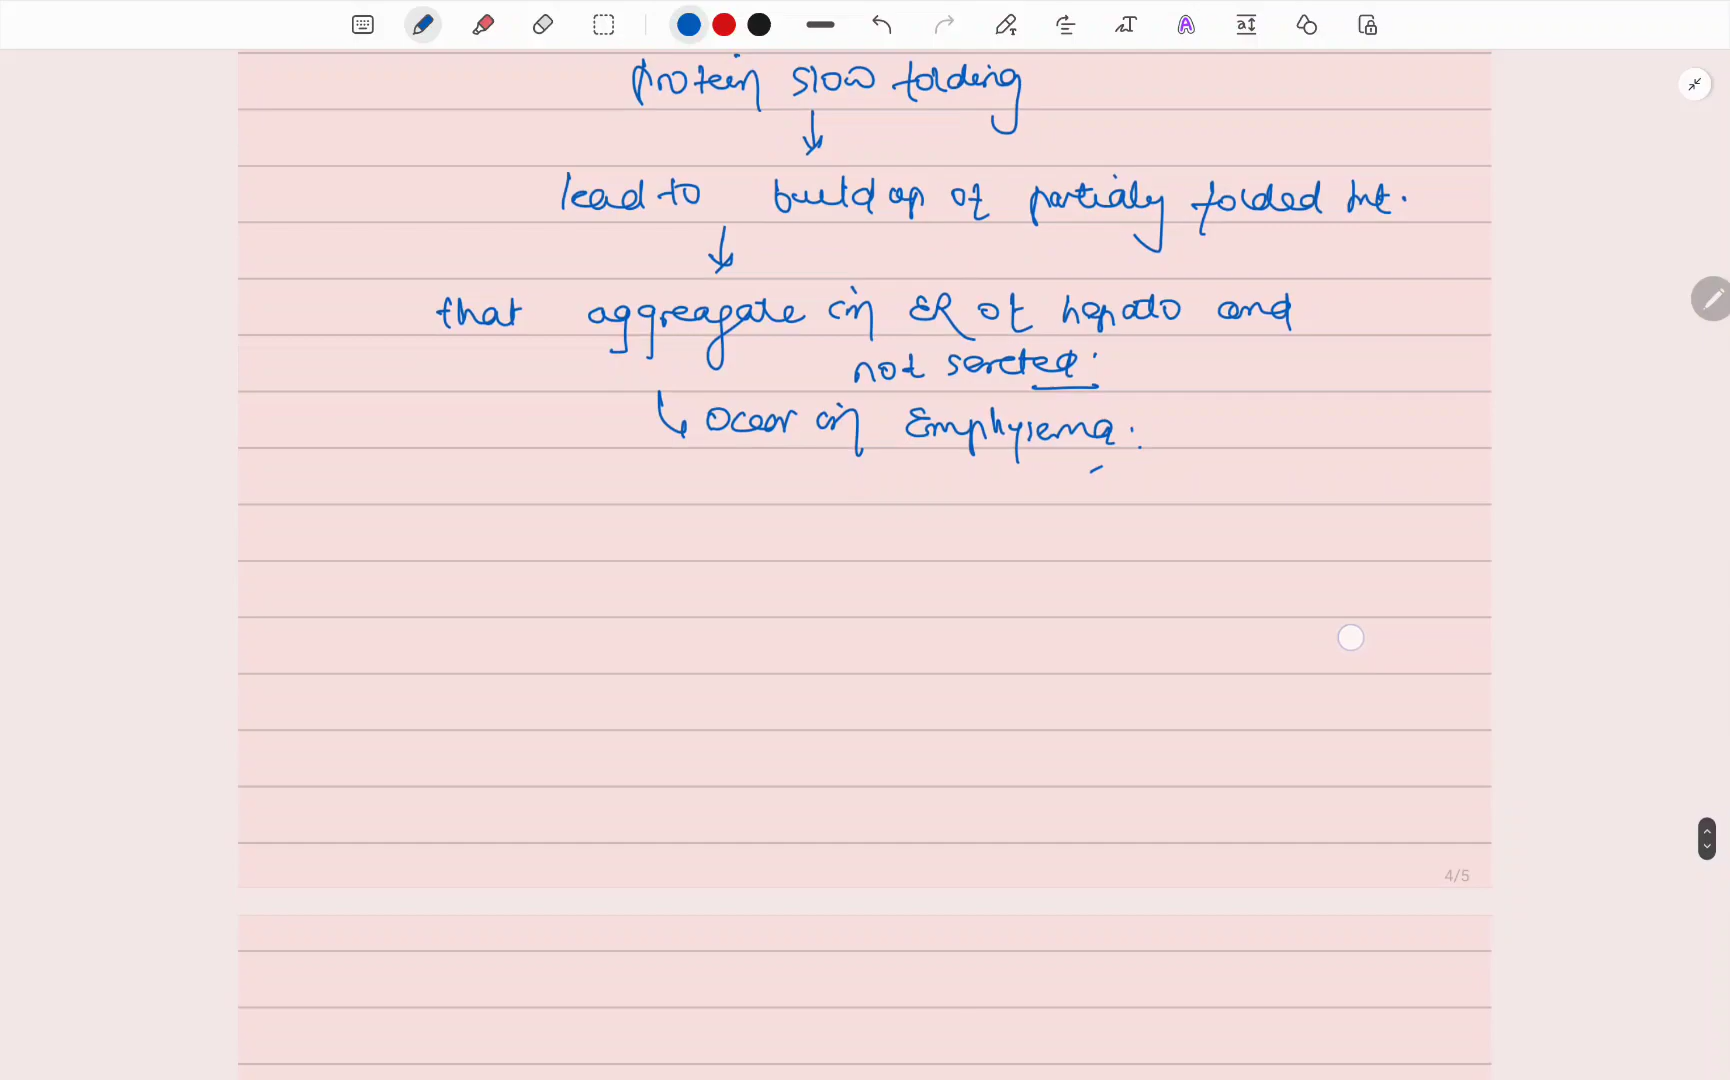 protein slow folding
↓
lead to build up of partialy folded Int.
↓
that aggreagate in ER of hepato and
not sercted.
↳ Occur in Emphysema.
4/5